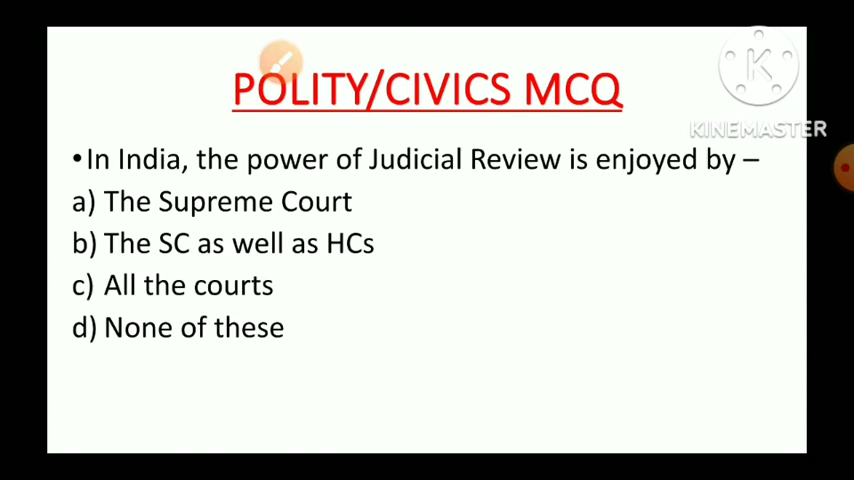 POLITY/CIVICS MCQ
KINEMASTER
•In India, the power of Judicial Review is enjoyed by –
a) The Supreme Court
b) The SC as well as HCs
c) All the courts
d) None of these